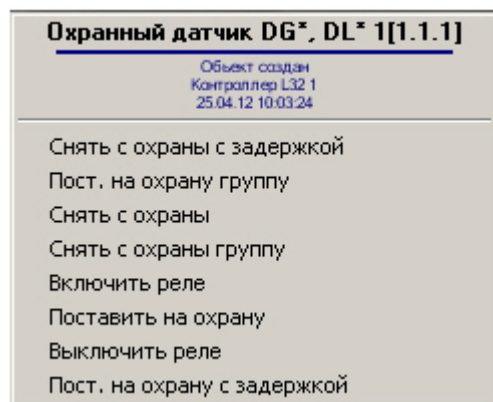 Охранный датчик DG*, DL* 1[1.1.1]
Объект создан
Контроллер L32 1
25.04.12 10:03:24
Снять с охраны с задержкой
Пост. на охрану группу
Снять с охраны
Снять с охраны группу
Включить реле
Поставить на охрану
Выключить реле
Пост. на охрану с задержкой